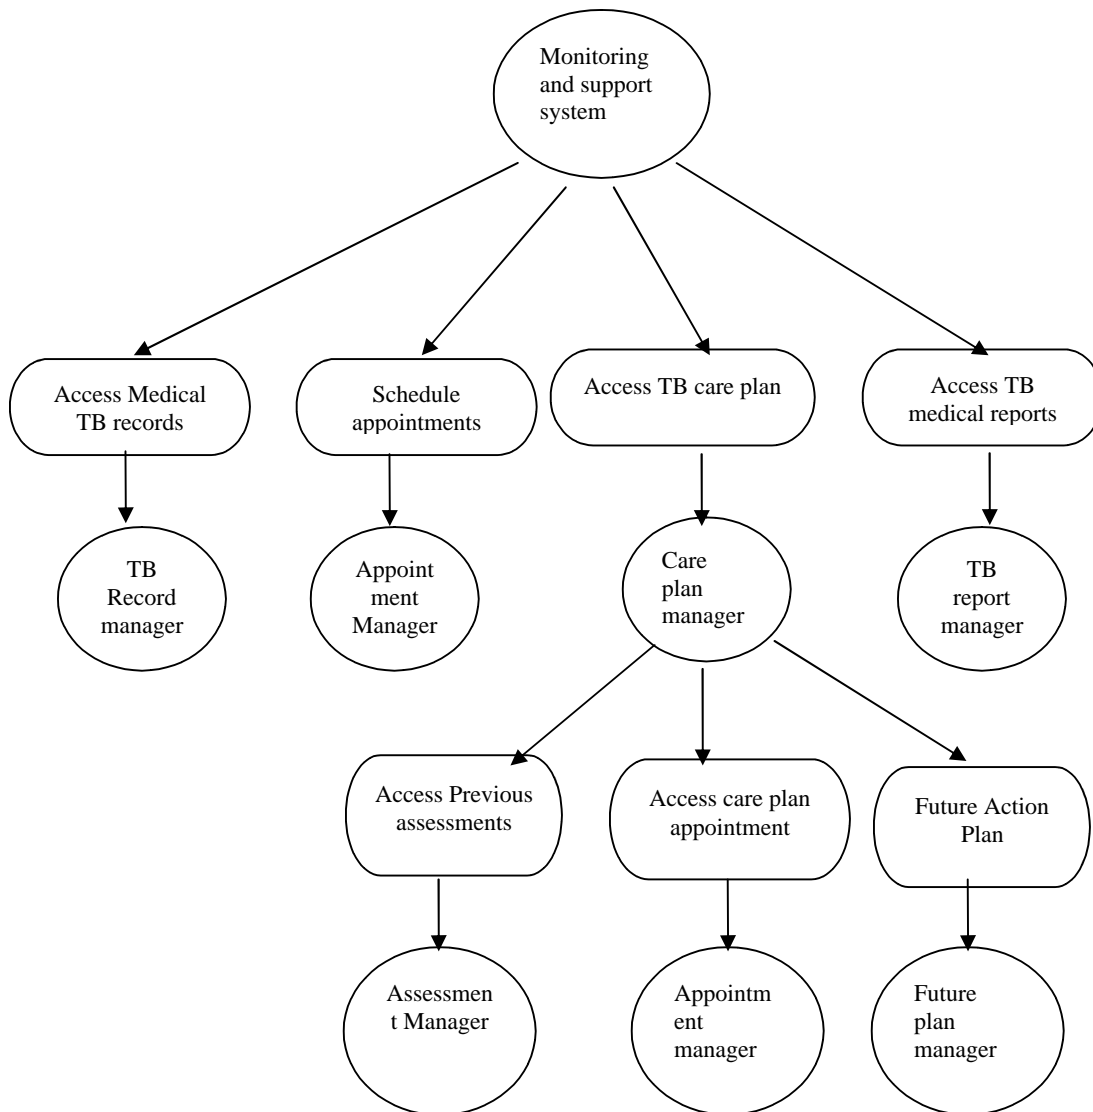 Monitoring
and support
system
Access Medical
TB records
Schedule
appointments
Access TB care plan
Access TB
medical reports
TB
Record
manager
Appoint
ment
Manager
Care
plan
manager
TB
report
manager
Access Previous
assessments
Access care plan
appointment
Future Action
Plan
Assessmen
t Manager
Appointm
ent
manager
Future
plan
manager